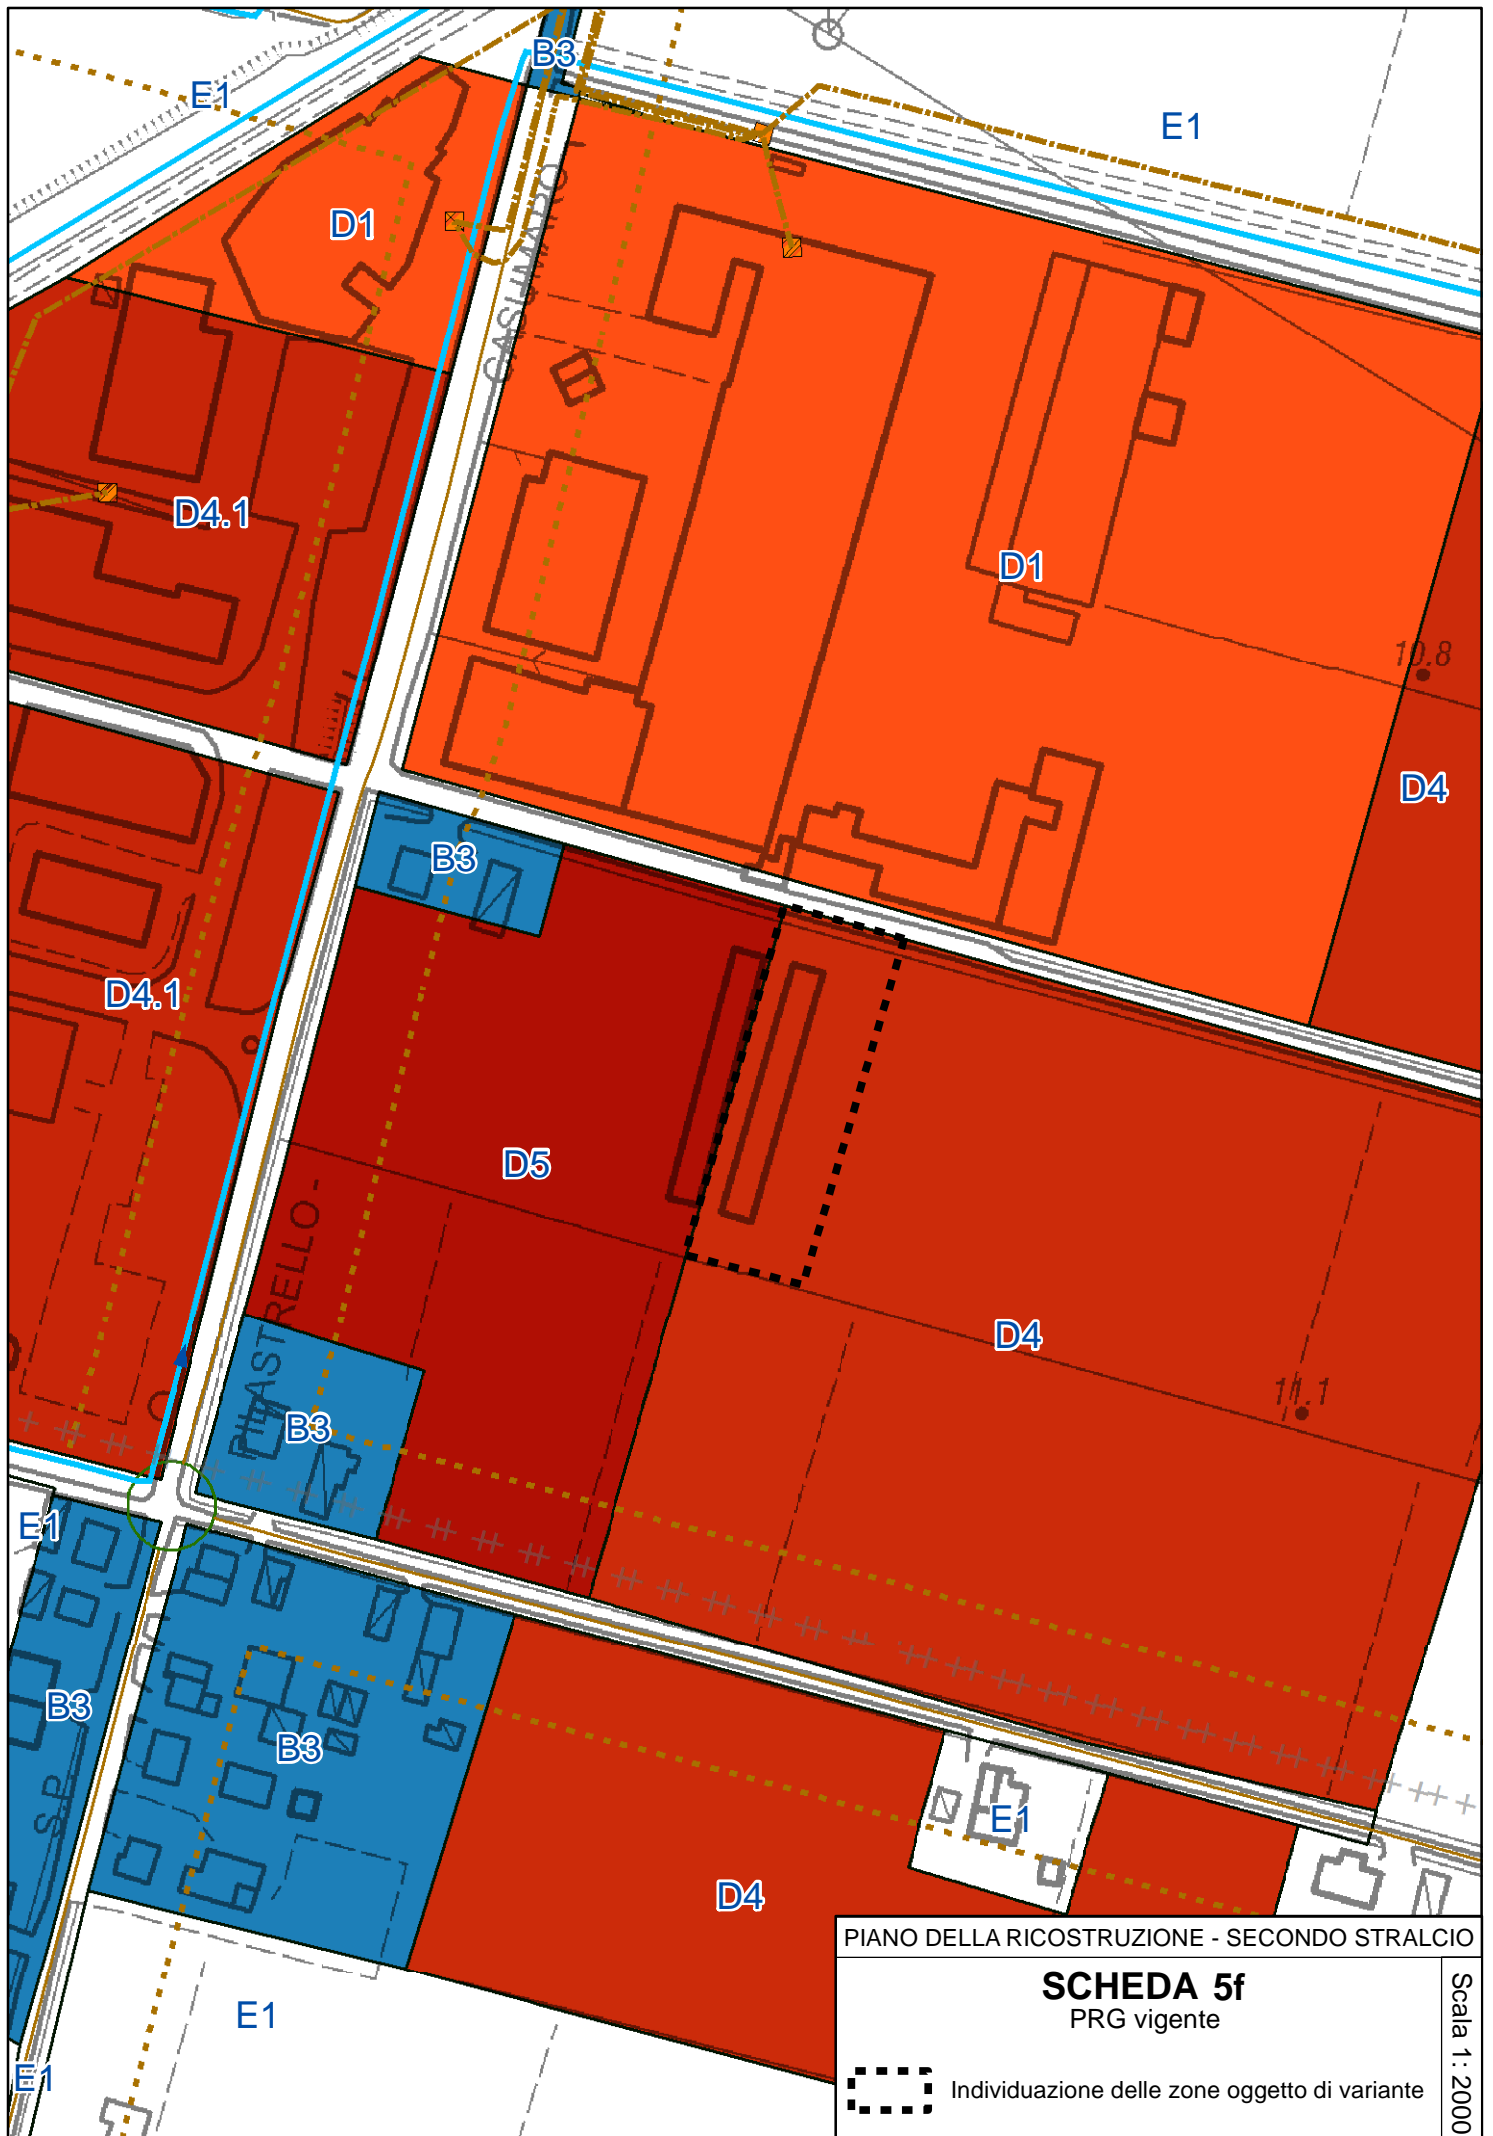 B3
E1
E1
D1
CASUMARO
D4.1
D1
10.8
D4
B3
D4.1
D5
D4
11.1
PILASTRELLO -
B3
E1
B3
B3
S.P.
E1
D4
E1
E1
PIANO DELLA RICOSTRUZIONE - SECONDO STRALCIO
SCHEDA 5f
PRG vigente
Scala 1: 2000
Individuazione delle zone oggetto di variante